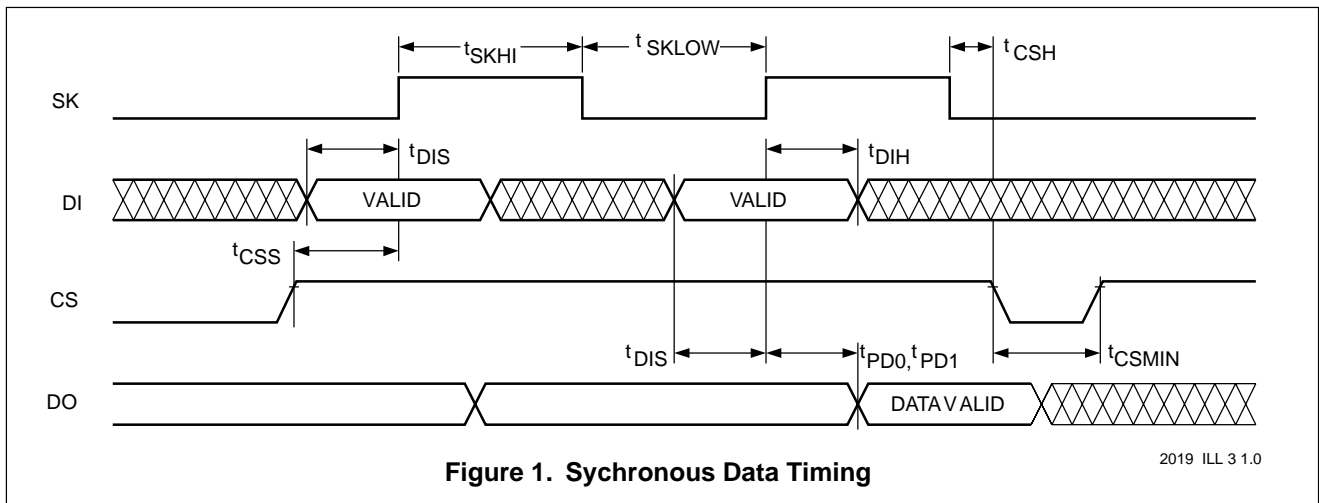 tSKHI
t SKLOW
tCSH
SK
tDIS
tDIH
DI
VALID
VALID
tCSS
CS
tDIS
tPD0,tPD1
tCSMIN
DO
DATA VALID
Figure 1. Sychronous Data Timing
2019 ILL 3 1.0